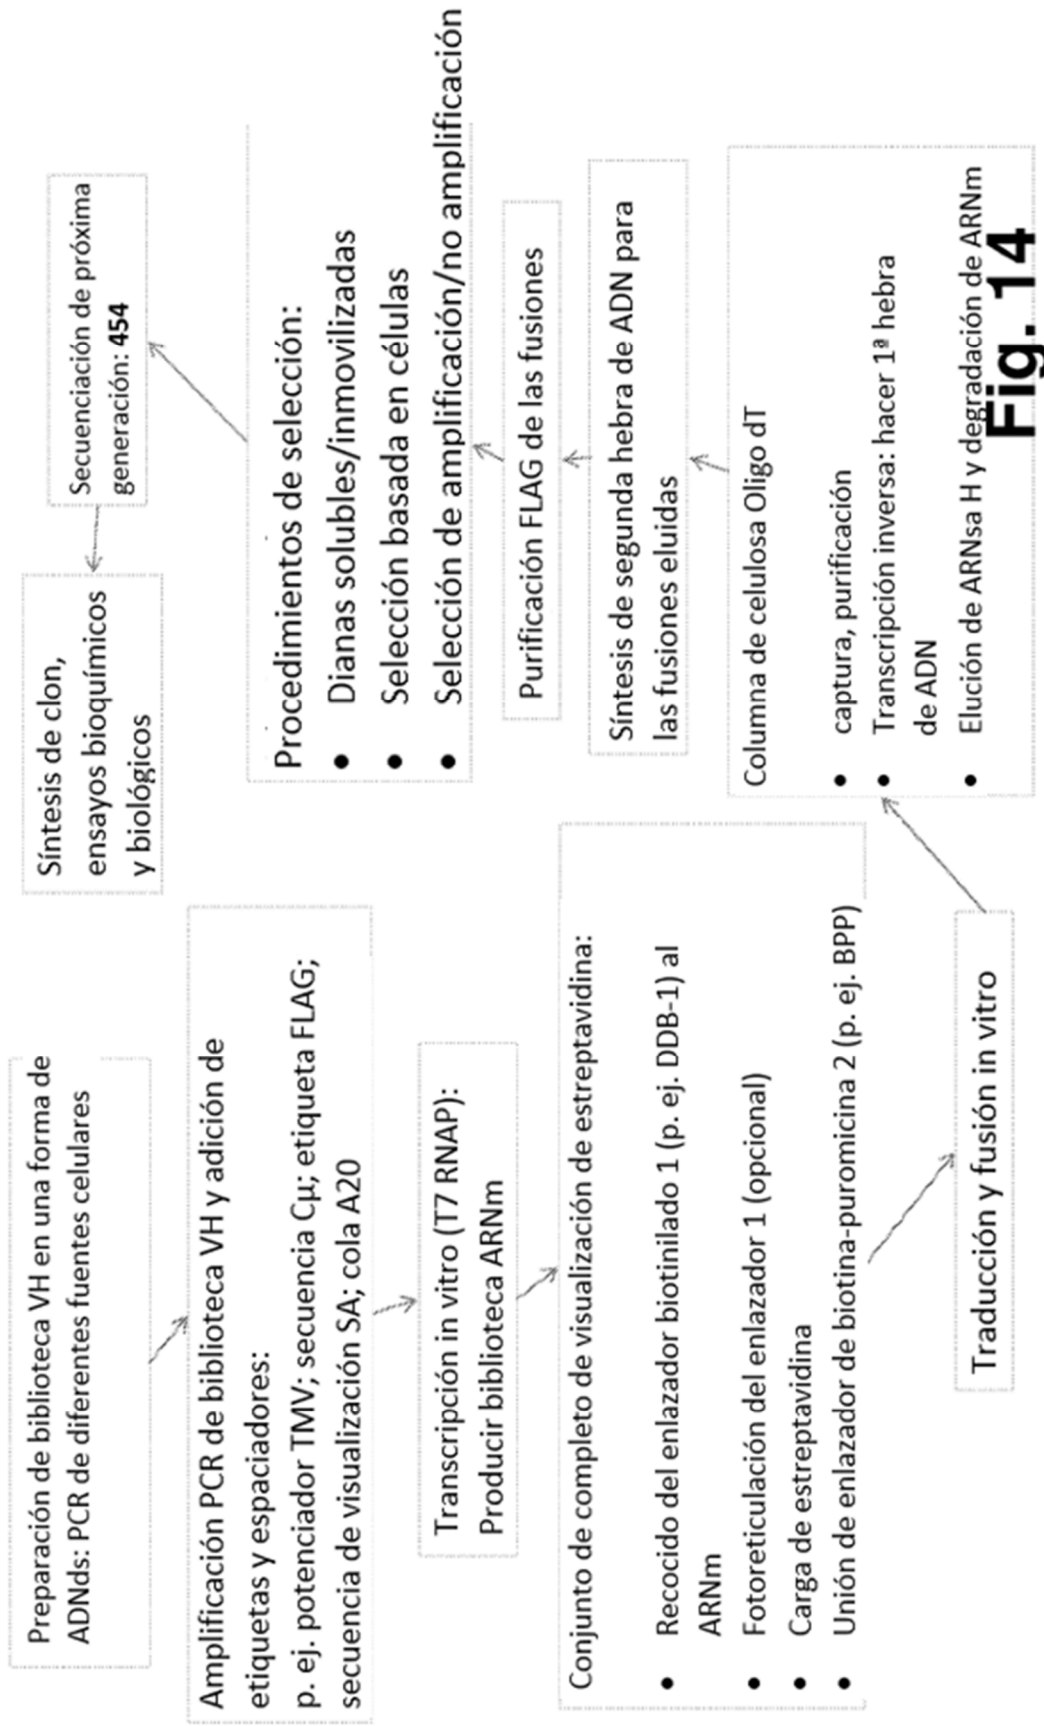 Preparación de biblioteca VH en una forma de
ADNds: PCR de diferentes fuentes celulares
Amplificación PCR de biblioteca VH y adición de
etiquetas y espaciadores:
p. ej. potenciador TMV; secuencia Cμ; etiqueta FLAG;
secuencia de visualización SA; cola A20
Transcripción in vitro (T7 RNAP):
Producir biblioteca ARNm
Conjunto de completo de visualización de estreptavidina:
• Recocido del enlazador biotinilado 1 (p. ej. DDB-1) al
ARNm
• Fotoreticulación del enlazador 1 (opcional)
• Carga de estreptavidina
• Unión de enlazador de biotina-puromicina 2 (p. ej. BPP)
Traducción y fusión in vitro
Columna de celulosa Oligo dT
• captura, purificación
• Transcripción inversa: hacer 1ª hebra
de ADN
• Elución de ARNsa H y degradación de ARNm
Síntesis de segunda hebra de ADN para
las fusiones eluidas
Purificación FLAG de las fusiones
Procedimientos de selección:
• Dianas solubles/inmovilizadas
• Selección basada en células
• Selección de amplificación/no amplificación
Secuenciación de próxima
generación: 454
Síntesis de clon,
ensayos bioquímicos
y biológicos
Fig. 14